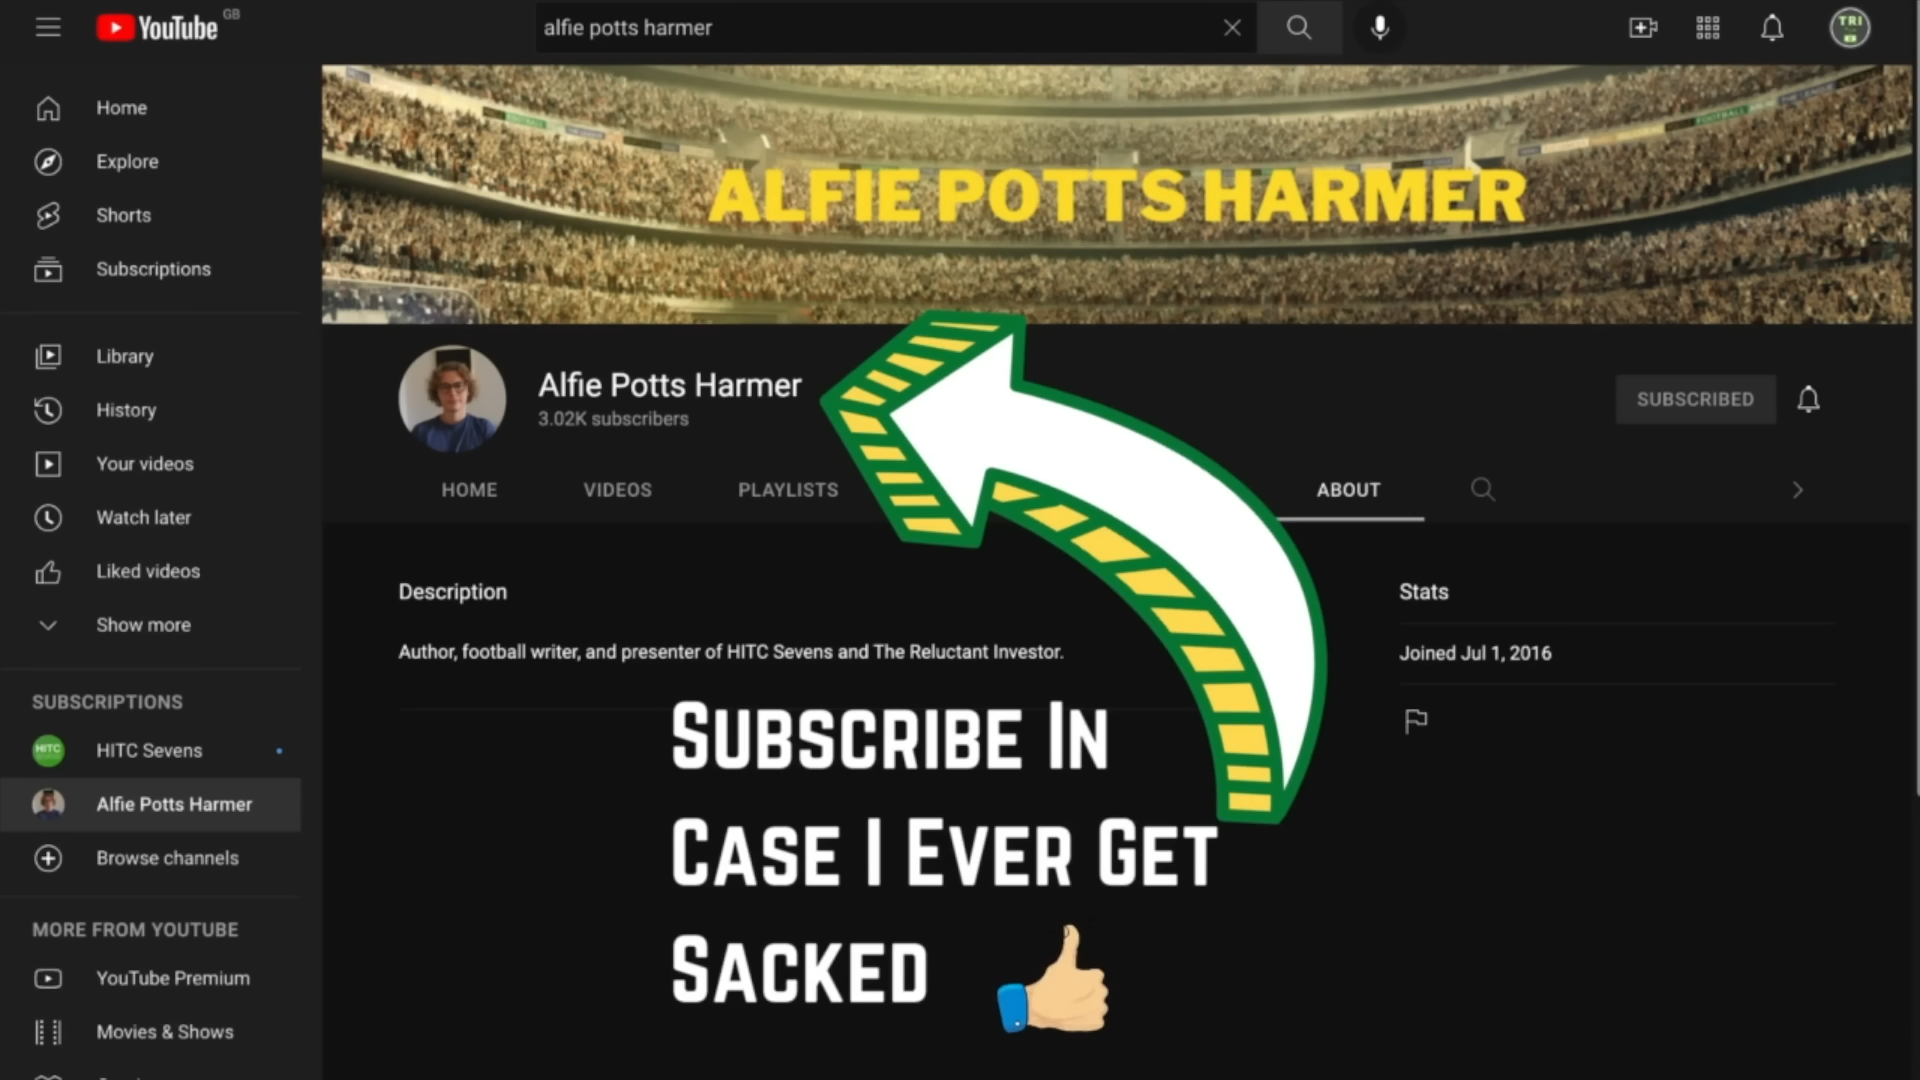 YouTube GB
alfie potts harmer
TRI
Home
Explore
Shorts
Subscriptions
Library
History
Your videos
Watch later
Liked videos
Show more
SUBSCRIPTIONS
HITC
HITC Sevens
Alfie Potts Harmer
Browse channels
MORE FROM YOUTUBE
YouTube Premium
Movies & Shows
FOOTBALL
ALFIE POTTS HARMER
Alfie Potts Harmer
3.02K subscribers
SUBSCRIBED
HOME VIDEOS PLAYLISTS ABOUT
Description
Author, football writer, and presenter of HITC Sevens and The Reluctant Investor.
Stats
Joined Jul 1, 2016
SUBSCRIBE IN
CASE I EVER GET
SACKED